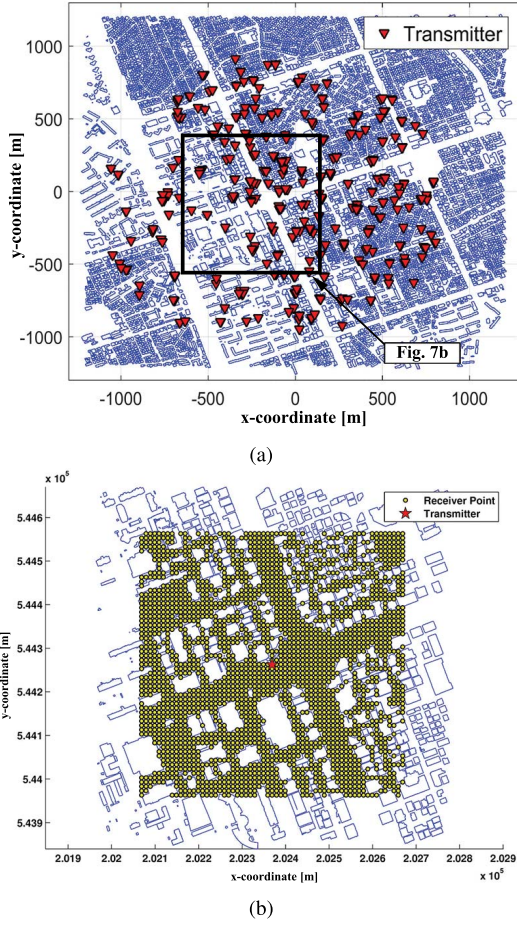 Transmitter
1000
500
0
-500
-1000
y-coordinate [m]
Fig. 7b
-1000 -500 0 500 1000
x-coordinate [m]
(a)
x 10⁵
Receiver Point
Transmitter
5.446
5.445
5.444
5.443
5.442
5.441
5.44
5.439
y-coordinate [m]
2.019 2.02 2.021 2.022 2.023 2.024 2.025 2.026 2.027 2.028 2.029
x-coordinate [m]
x 10⁵
(b)